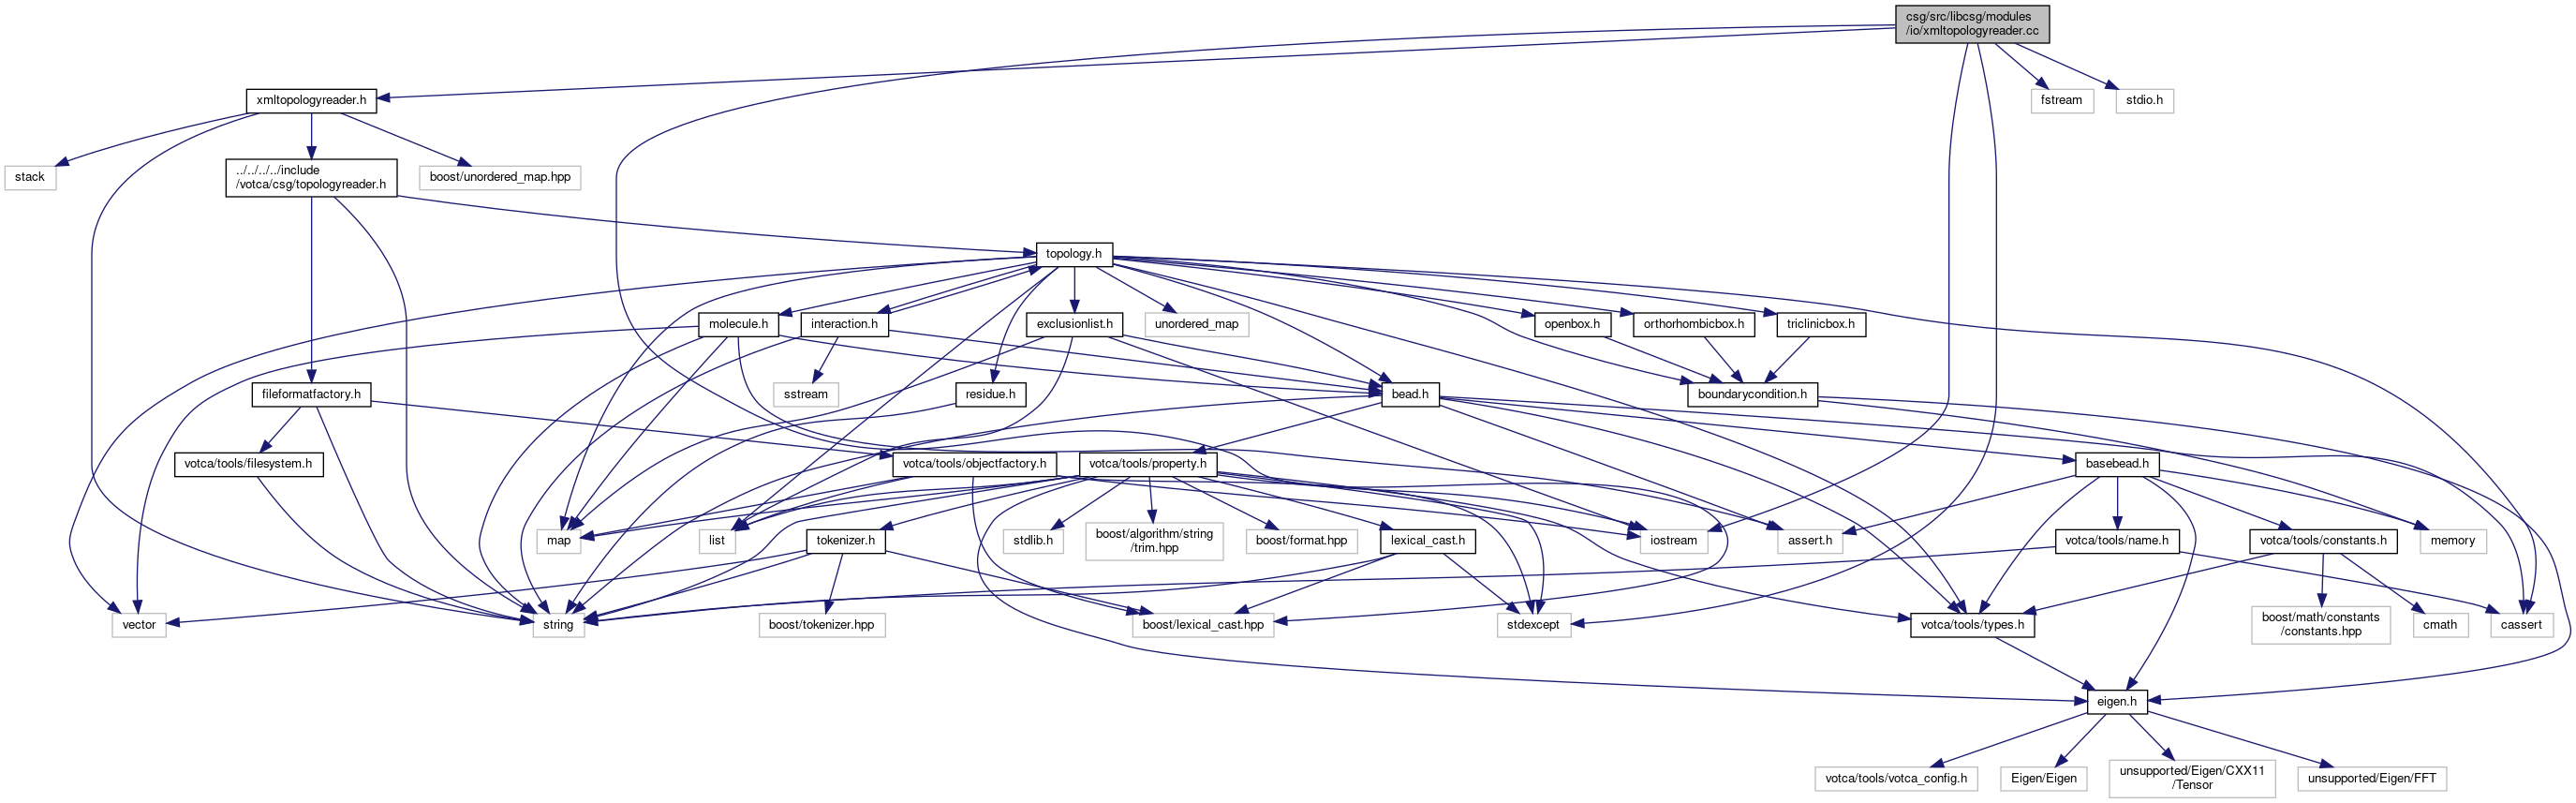 csg/src/libcsg/modules
/io/xmltopologyreader.cc
xmltopologyreader.h
fstream
stdio.h
stack
../../../../include
/votca/csg/topologyreader.h
boost/unordered_map.hpp
topology.h
molecule.h
interaction.h
exclusionlist.h
unordered_map
openbox.h
orthorhombicbox.h
triclinicbox.h
fileformatfactory.h
sstream
residue.h
bead.h
boundarycondition.h
votca/tools/filesystem.h
votca/tools/objectfactory.h
votca/tools/property.h
basebead.h
map
list
tokenizer.h
stdlib.h
boost/algorithm/string
/trim.hpp
boost/format.hpp
lexical_cast.h
iostream
assert.h
votca/tools/name.h
votca/tools/constants.h
memory
vector
string
boost/tokenizer.hpp
boost/lexical_cast.hpp
stdexcept
votca/tools/types.h
boost/math/constants
/constants.hpp
cmath
cassert
eigen.h
votca/tools/votca_config.h
Eigen/Eigen
unsupported/Eigen/CXX11
/Tensor
unsupported/Eigen/FFT